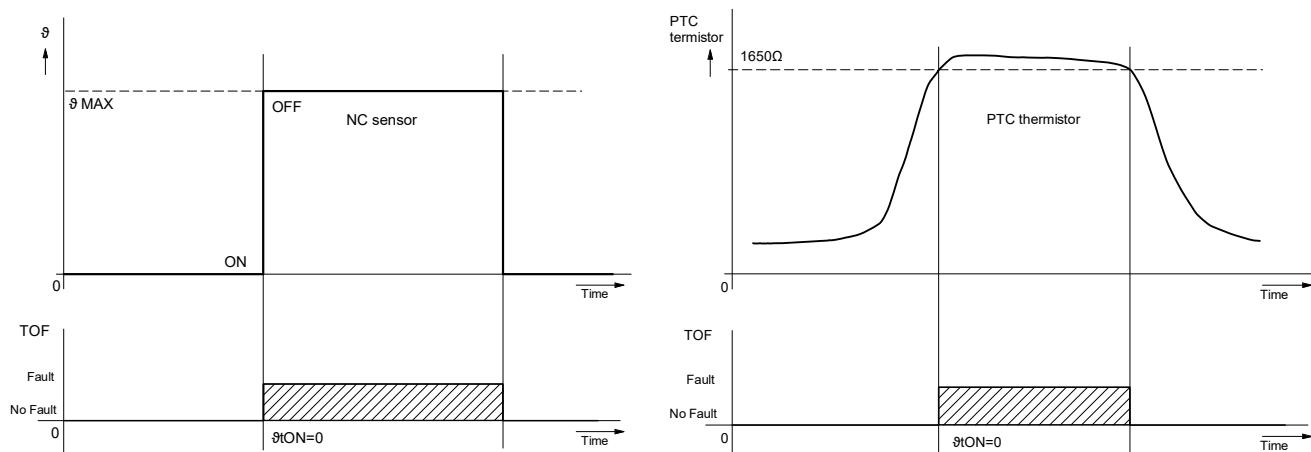 ϑ
ϑ MAX
OFF
NC sensor
ON
0
Time
TOF
Fault
No Fault
0
ϑtON=0
Time
PTC
termistor
1650Ω
PTC thermistor
0
Time
TOF
Fault
No Fault
0
ϑtON=0
Time